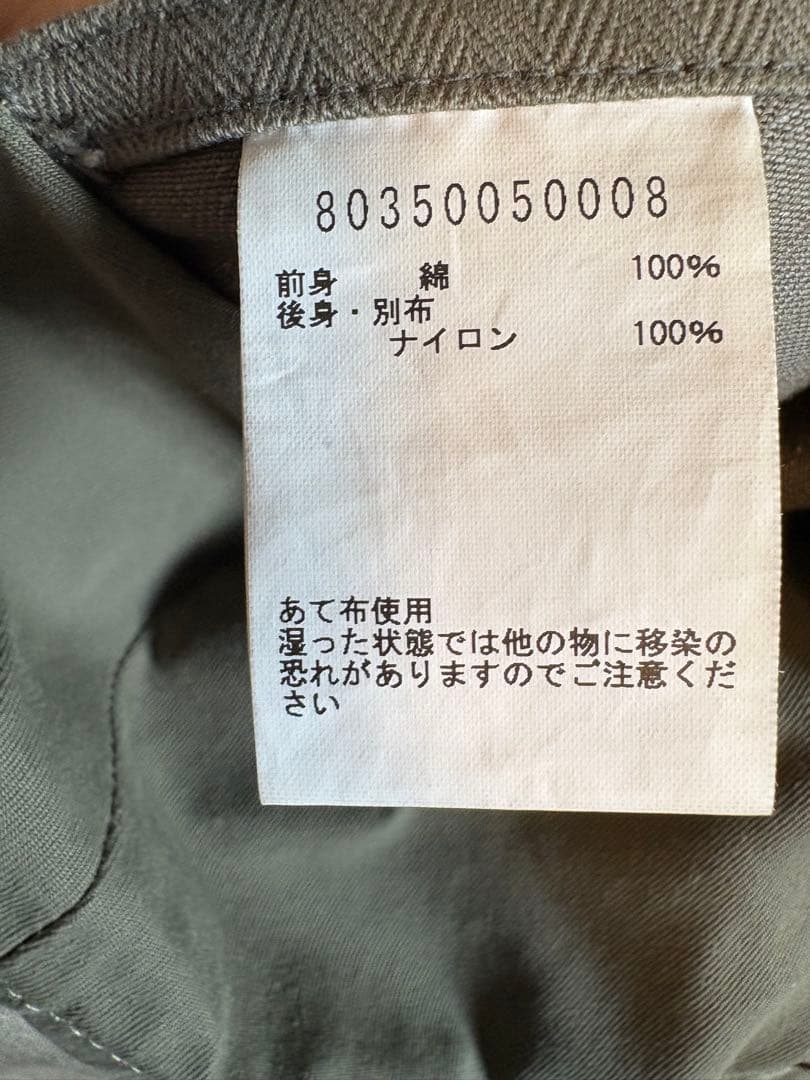 80350050008
前身 綿 100%
後身・別布
ナイロン 100%
あて布使用
湿った状態では他の物に移染の
恐れがありますのでご注意くだ
さい